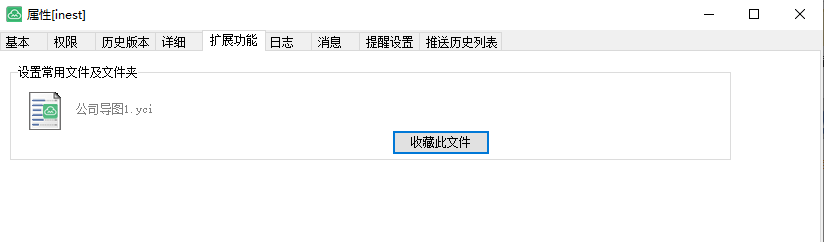 属性[inest]
基本 权限 历史版本 详细 扩展功能 日志 消息 提醒设置 推送历史列表
设置常用文件及文件夹
公司导图1.yci
收藏此文件